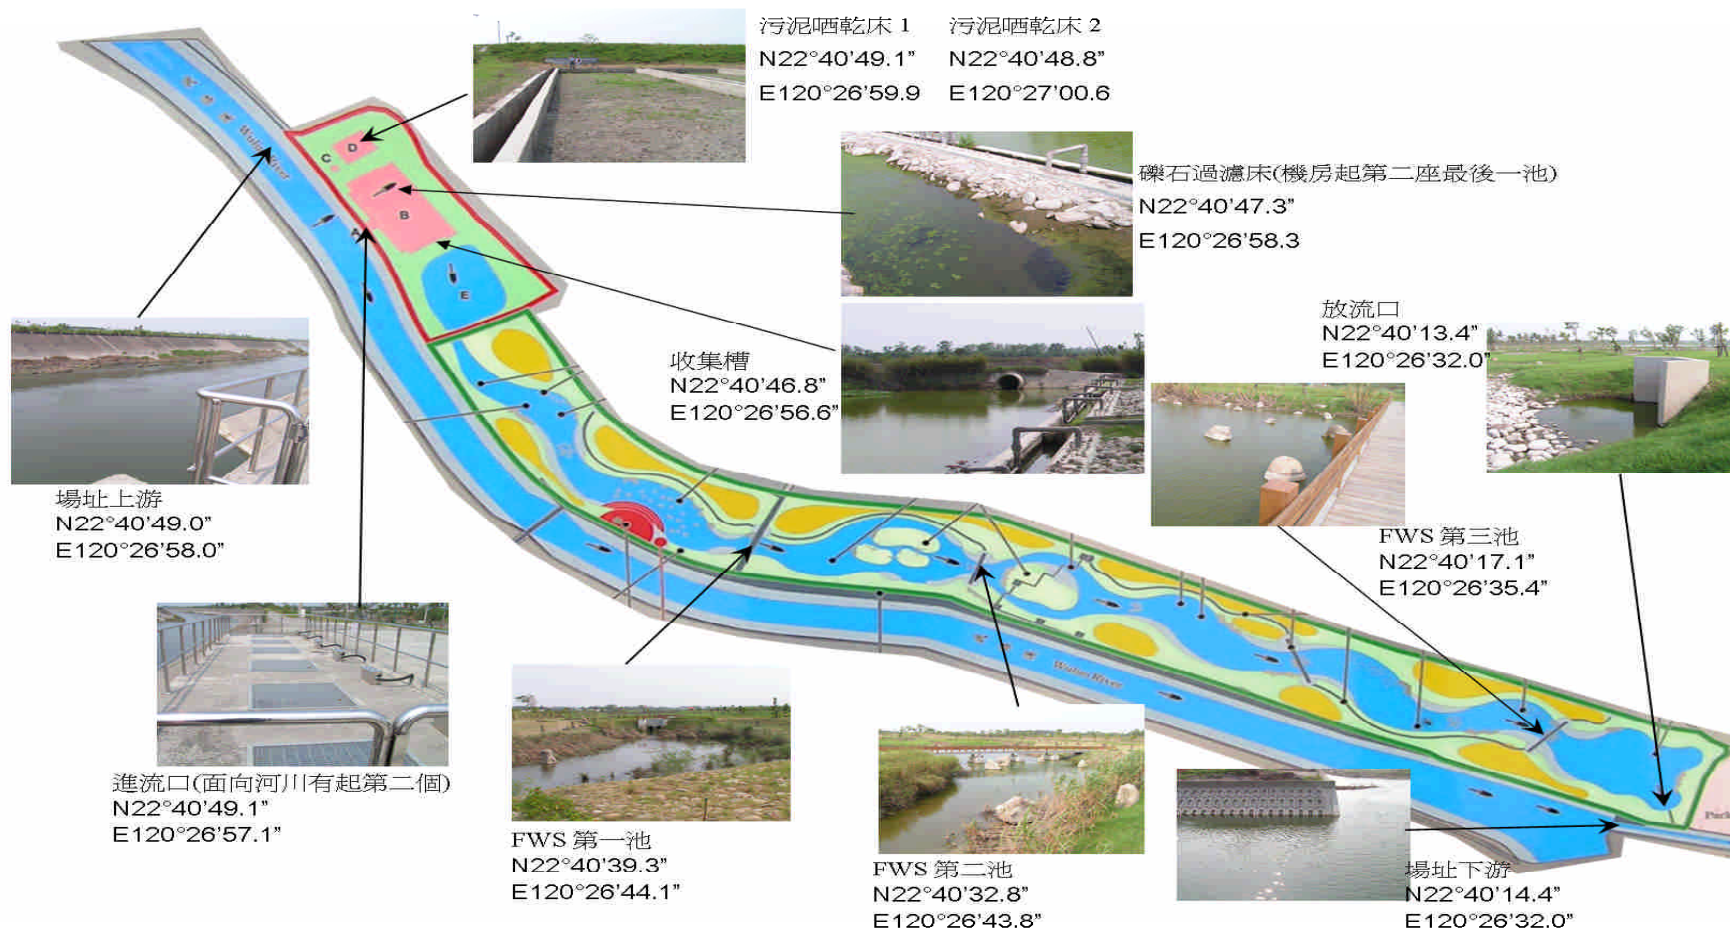 污泥晒乾床 1
N22°40’49.1”
E120°26’59.9
污泥晒乾床 2
N22°40’48.8”
E120°27’00.6
礫石過濾床(機房起第二座最後一池)
N22°40’47.3”
E120°26’58.3
放流口
N22°40’13.4”
E120°26’32.0”
收集槽
N22°40’46.8”
E120°26’56.6”
場址上游
N22°40’49.0”
E120°26’58.0”
FWS 第三池
N22°40’17.1”
E120°26’35.4”
進流口(面向河川有起第二個)
N22°40’49.1”
E120°26’57.1”
FWS 第一池
N22°40’39.3”
E120°26’44.1”
FWS 第二池
N22°40’32.8”
E120°26’43.8”
場址下游
N22°40’14.4”
E120°26’32.0”
D
C
B
A
E
River
River
Park